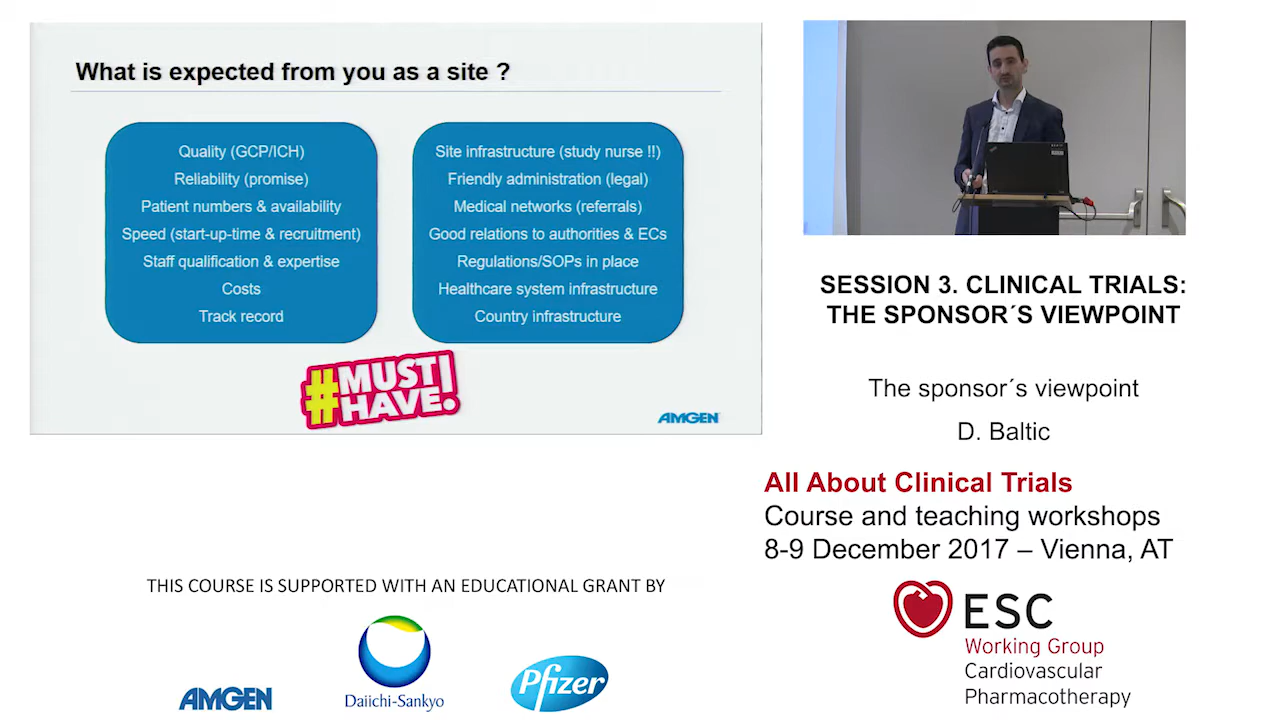 What is expected from you as a site ?
Quality (GCP/ICH)
Reliability (promise)
Patient numbers & availability
Speed (start-up-time & recruitment)
Staff qualification & expertise
Costs
Track record
Site infrastructure (study nurse !!)
Friendly administration (legal)
Medical networks (referrals)
Good relations to authorities & ECs
Regulations/SOPs in place
Healthcare system infrastructure
Country infrastructure
#MUST
HAVE.!
AMGEN
SESSION 3. CLINICAL TRIALS:
THE SPONSOR´S VIEWPOINT
The sponsor´s viewpoint
D. Baltic
All About Clinical Trials
Course and teaching workshops
8-9 December 2017 – Vienna, AT
THIS COURSE IS SUPPORTED WITH AN EDUCATIONAL GRANT BY
AMGEN
Daiichi-Sankyo
Pfizer
ESC
Working Group
Cardiovascular
Pharmacotherapy